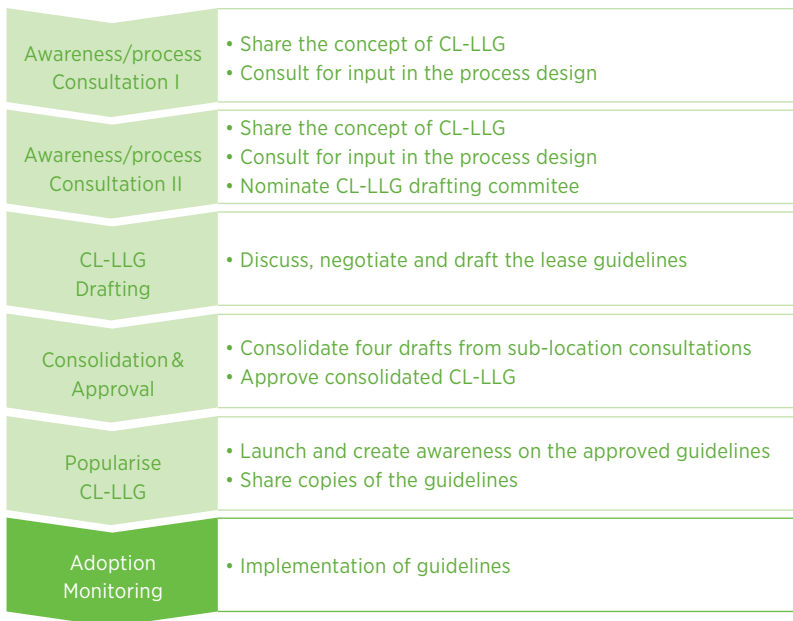 Awareness/process
Consultation I
• Share the concept of CL-LLG
• Consult for input in the process design
Awareness/process
Consultation II
• Share the concept of CL-LLG
• Consult for input in the process design
• Nominate CL-LLG drafting commitee
CL-LLG
Drafting
• Discuss, negotiate and draft the lease guidelines
Consolidation &
Approval
• Consolidate four drafts from sub-location consultations
• Approve consolidated CL-LLG
Popularise
CL-LLG
• Launch and create awareness on the approved guidelines
• Share copies of the guidelines
Adoption
Monitoring
• Implementation of guidelines